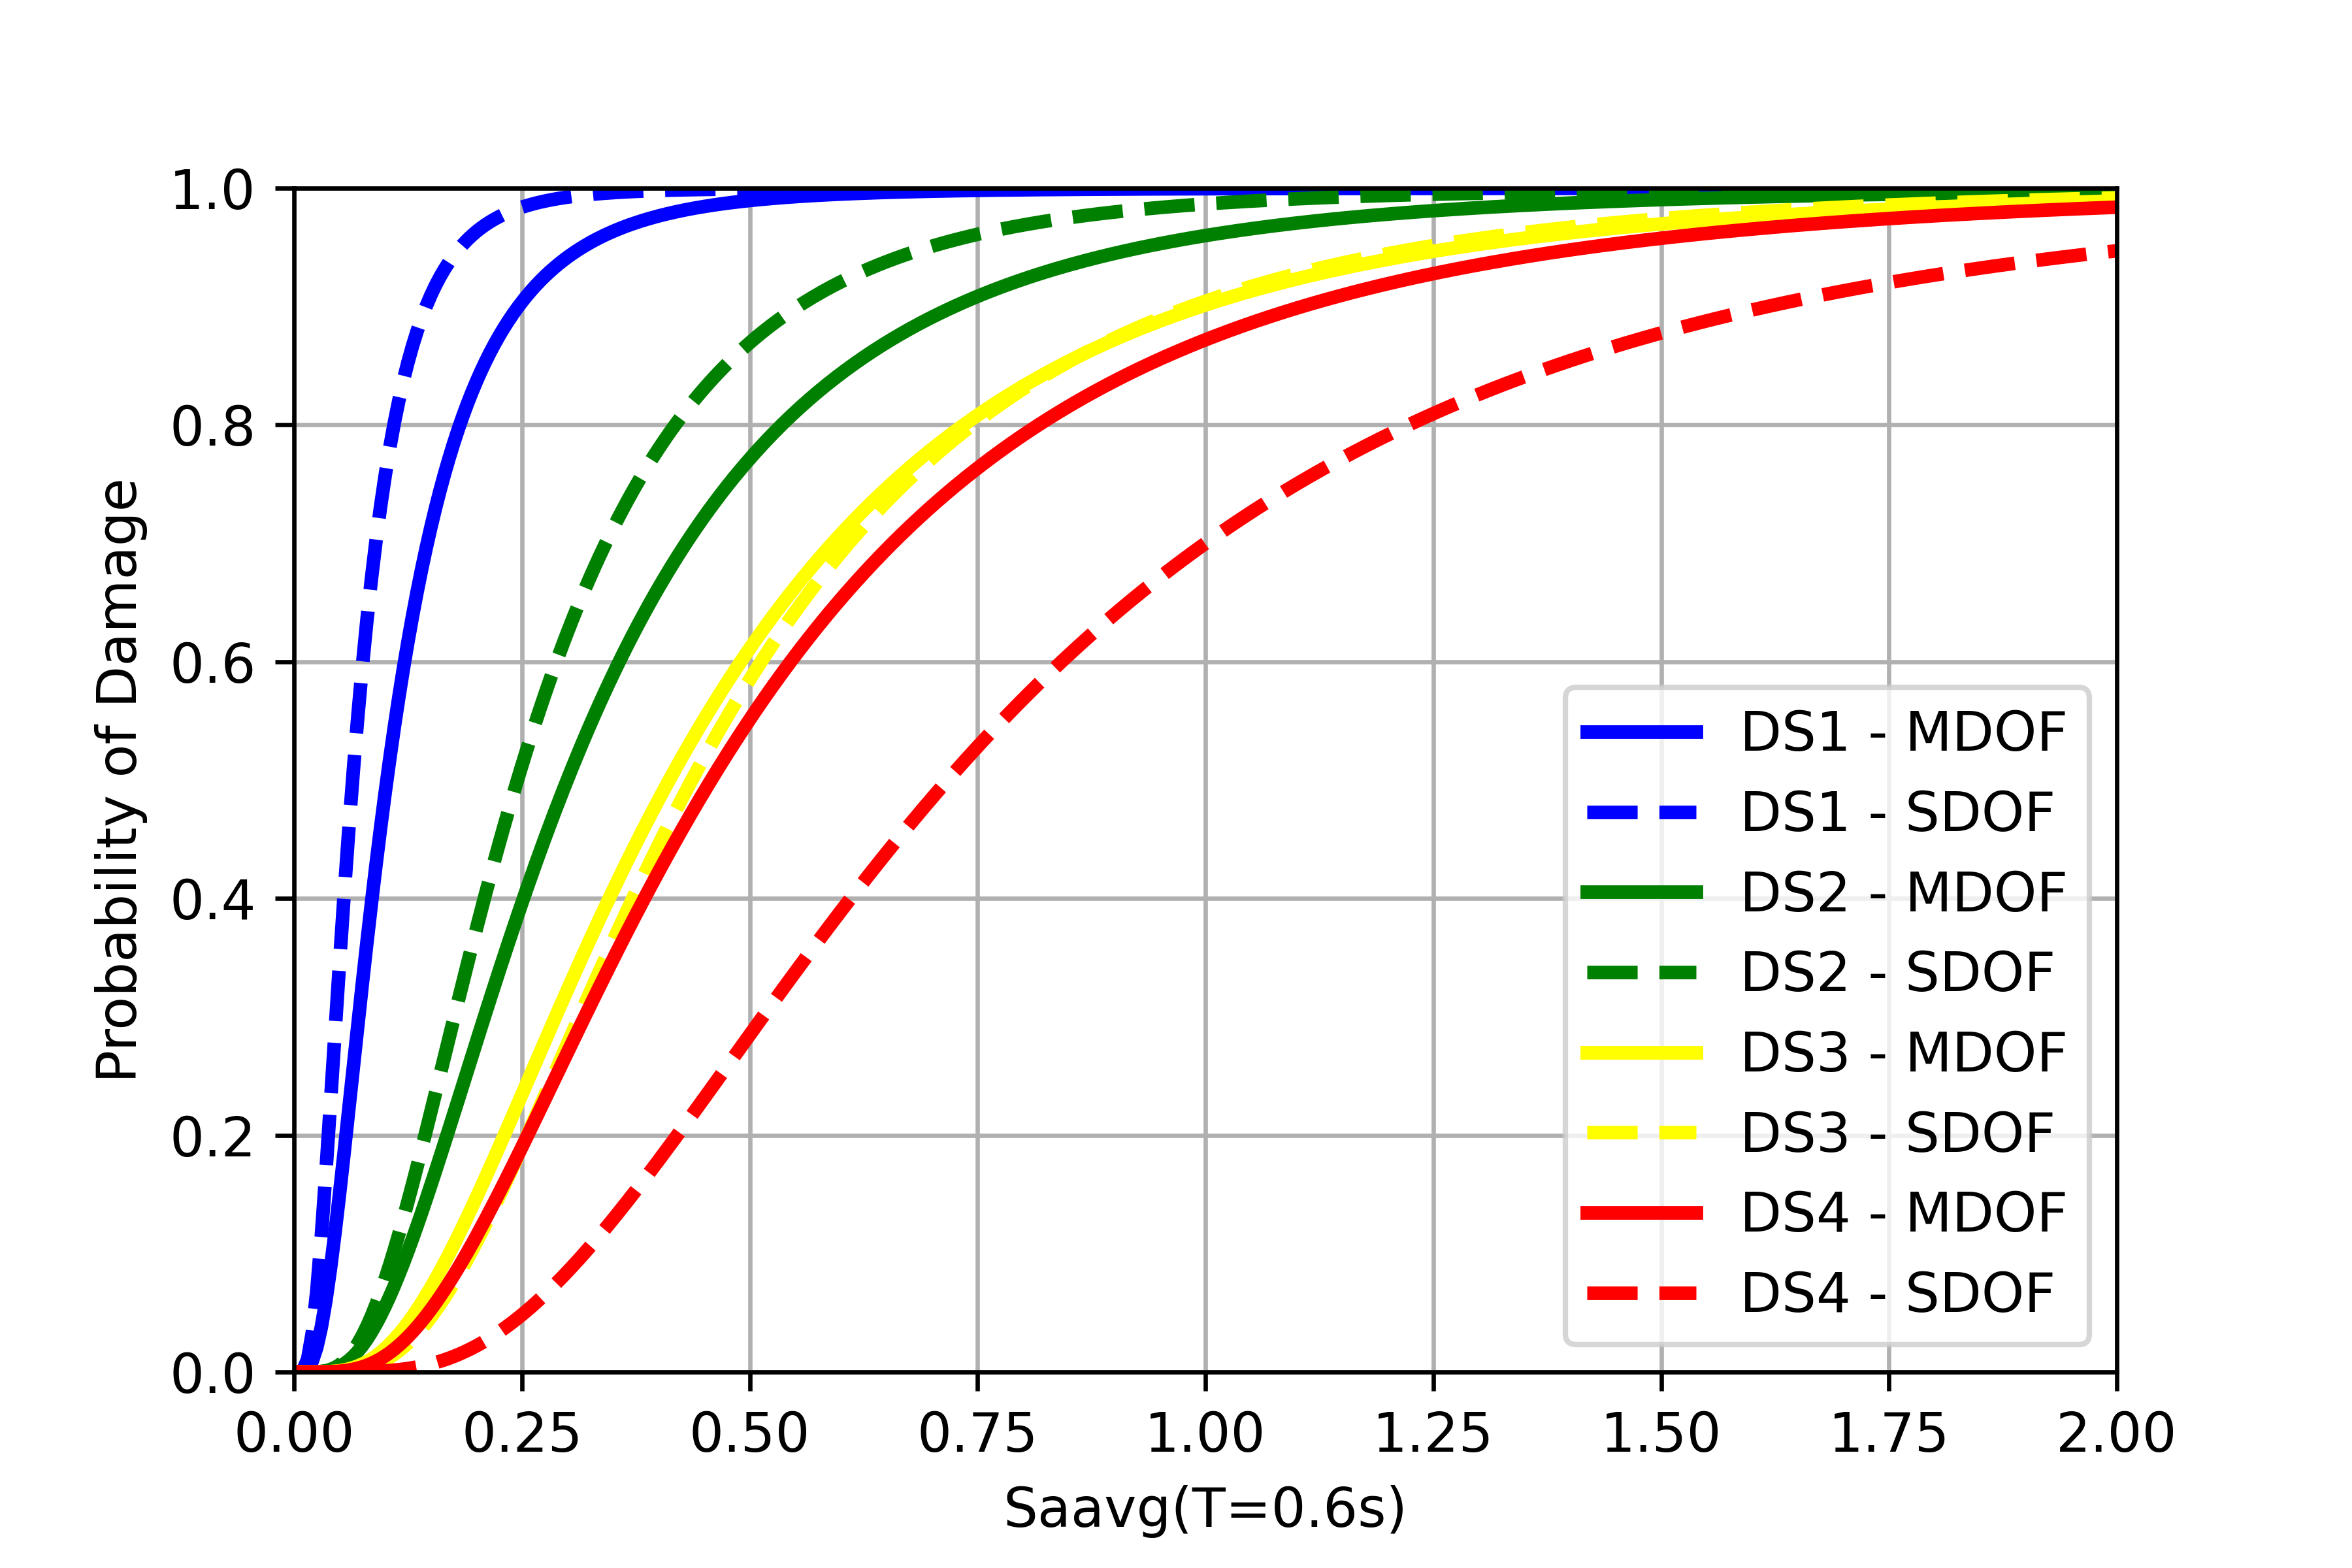 1.0
0.8
0.6
0.4
0.2
0.0
Probability of Damage
0.00 0.25 0.50 0.75 1.00 1.25 1.50 1.75 2.00
Saavg(T=0.6s)
DS1 - MDOF
DS1 - SDOF
DS2 - MDOF
DS2 - SDOF
DS3 - MDOF
DS3 - SDOF
DS4 - MDOF
DS4 - SDOF